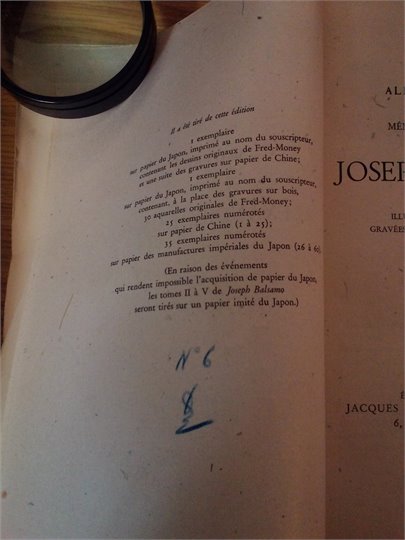 Il a été tiré de cette édition
1 exemplaire
sur papier du Japon, imprimé au nom du souscripteur,
contenant les dessins originaux de Fred-Money
et une suite des gravures sur papier de Chine;
1 exemplaire
sur papier du Japon, imprimé au nom du souscripteur,
contenant, à la place des gravures sur bois,
30 aquarelles originales de Fred-Money;
25 exemplaires numérotés
sur papier de Chine (1 à 25);
35 exemplaires numérotés
sur papier des manufactures impériales du Japon (26 à 60).
(En raison des événements
qui rendent impossible l'acquisition de papier du Japon,
les tomes II à V de Joseph Balsamo
seront tirés sur un papier imité du Japon.)
N° 6
AL
MÉ
JOSEP
ILLU
GRAVÉES
JACQUES
6,